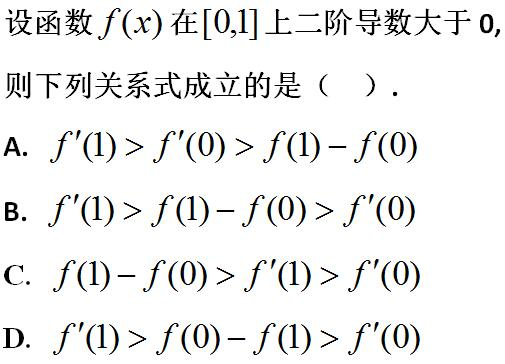 设函数 f(x) 在[0,1]上二阶导数大于 0,
则下列关系式成立的是（ ）.
A. f′(1) > f′(0) > f(1) − f(0)
B. f′(1) > f(1) − f(0) > f′(0)
C. f(1) − f(0) > f′(1) > f′(0)
D. f′(1) > f(0) − f(1) > f′(0)